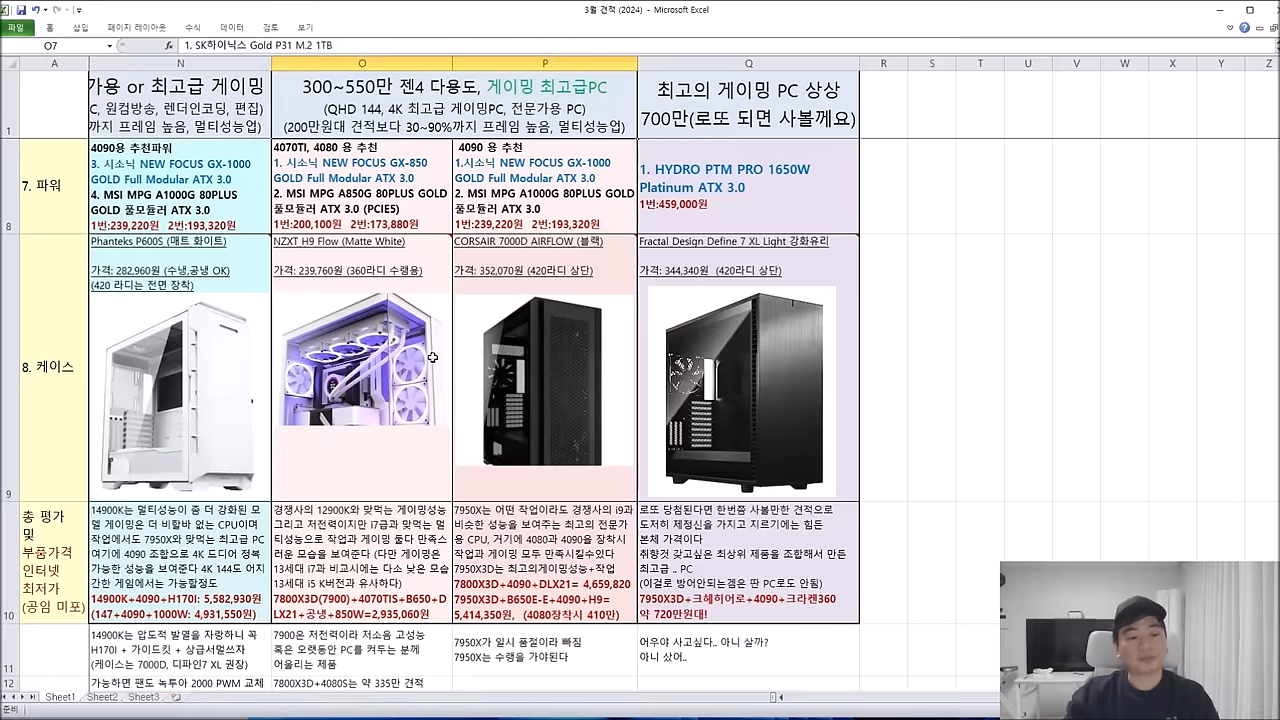 3월 견적 (2024) - Microsoft Excel
파일 홈 삽입 페이지 레이아웃 수식 데이터 검토 보기
O7 fx 1. SK하이닉스 Gold P31 M.2 1TB
A N O P Q R S T U V W X Y Z
1
가용 or 최고급 게이밍
C, 원컴방송, 렌더인코딩, 편집)
까지 프레임 높음, 멀티성능업)
300~550만 젠4 다용도, 게이밍 최고급PC
(QHD 144, 4K 최고급 게이밍PC, 전문가용 PC)
(200만원대 견적보다 30~90%까지 프레임 높음, 멀티성능업)
최고의 게이밍 PC 상상
700만(로또 되면 사볼께요)
8
7. 파워
4090용 추천파워
3. 시소닉 NEW FOCUS GX-1000
GOLD Full Modular ATX 3.0
4. MSI MPG A1000G 80PLUS
GOLD 풀모듈러 ATX 3.0
1번:239,220원 2번:193,320원
4070TI, 4080 용 추천
1. 시소닉 NEW FOCUS GX-850
GOLD Full Modular ATX 3.0
2. MSI MPG A850G 80PLUS GOLD
풀모듈러 ATX 3.0 (PCIE5)
1번:200,100원 2번:173,880원
4090 용 추천
1.시소닉 NEW FOCUS GX-1000
GOLD Full Modular ATX 3.0
2. MSI MPG A1000G 80PLUS GOLD
풀모듈러 ATX 3.0
1번:239,220원 2번:193,320원
1. HYDRO PTM PRO 1650W
Platinum ATX 3.0
1번:459,000원
9
8. 케이스
Phanteks P600S (매트 화이트)
가격: 282,960원 (수냉,공냉 OK)
(420 라디는 전면 장착)
NZXT H9 Flow (Matte White)
가격: 239,760원 (360라디 수랭용)
CORSAIR 7000D AIRFLOW (블랙)
가격: 352,070원 (420라디 상단)
Fractal Design Define 7 XL Light 강화유리
가격: 344,340원 (420라디 상단)
10
총 평가
및
부품가격
인터넷
최저가
(공임 미포)
14900K는 멀티성능이 좀 더 강화된 모
델 게이밍은 더 비할바 없는 CPU이며
작업에서도 7950X와 맞먹는 최고급 PC
여기에 4090 조합으로 4K 드디어 정복
가능한 성능을 보여준다 4K 144도 어지
간한 게임에서는 가능할정도
14900K+4090+H170I: 5,582,930원
(147+4090+1000W: 4,931,550원)
경쟁사의 12900K와 맞먹는 게이밍성능
그리고 저전력이지만 i7급과 맞먹는 멀
티성능으로 작업과 게이밍 둘다 만족스
러운 모습을 보여준다 (다만 게이밍은
13세대 i7과 비교시에는 다소 낮은 모습
13세대 i5 K버전과 유사하다)
7800X3D(7900)+4070TIS+B650+D
LX21+공냉+850W=2,935,060원
7950X는 어떤 작업이라도 경쟁사의 i9과
비슷한 성능을 보여주는 최고의 전문가
용 CPU, 거기에 4080과 4090을 장착시
작업과 게이밍 모두 만족시킬수있다
7950X3D는 최고의게이밍성능+작업
7800X3D+4090+DLX21= 4,659,820
7950X3D+B650E-E+4090+H9=
5,414,350원, (4080장착시 410만)
로또 당첨된다면 한번쯤 사볼만한 견적으로
도저히 제정신을 가지고 지르기에는 힘든
본체 가격이다
취향것 갖고싶은 최상위 제품을 조합해서 만든
최고급 .. PC
(이걸로 방어안되는겜은 딴 PC로도 안됨)
7950X3D+크헤히어로+4090+크라켄360
약 720만원대!
11
14900K는 압도적 발열을 자랑하니 꼭
H170I + 가이드킷 + 상급서멀쓰자
(케이스는 7000D, 디파인7 XL 권장)
7900은 저전력이라 저소음 고성능
혹은 오랫동안 PC를 켜두는 분께
어올리는 제품
7950X가 일시 품절이라 빠짐
7950X는 수랭을 가야된다
어우야 사고싶다.. 아니 살까?
아니 샀어..
12
가능하면 팬도 녹투아 2000 PWM 교체
7800X3D+4080S는 약 335만 견적
Sheet1 Sheet2 Sheet3
준비